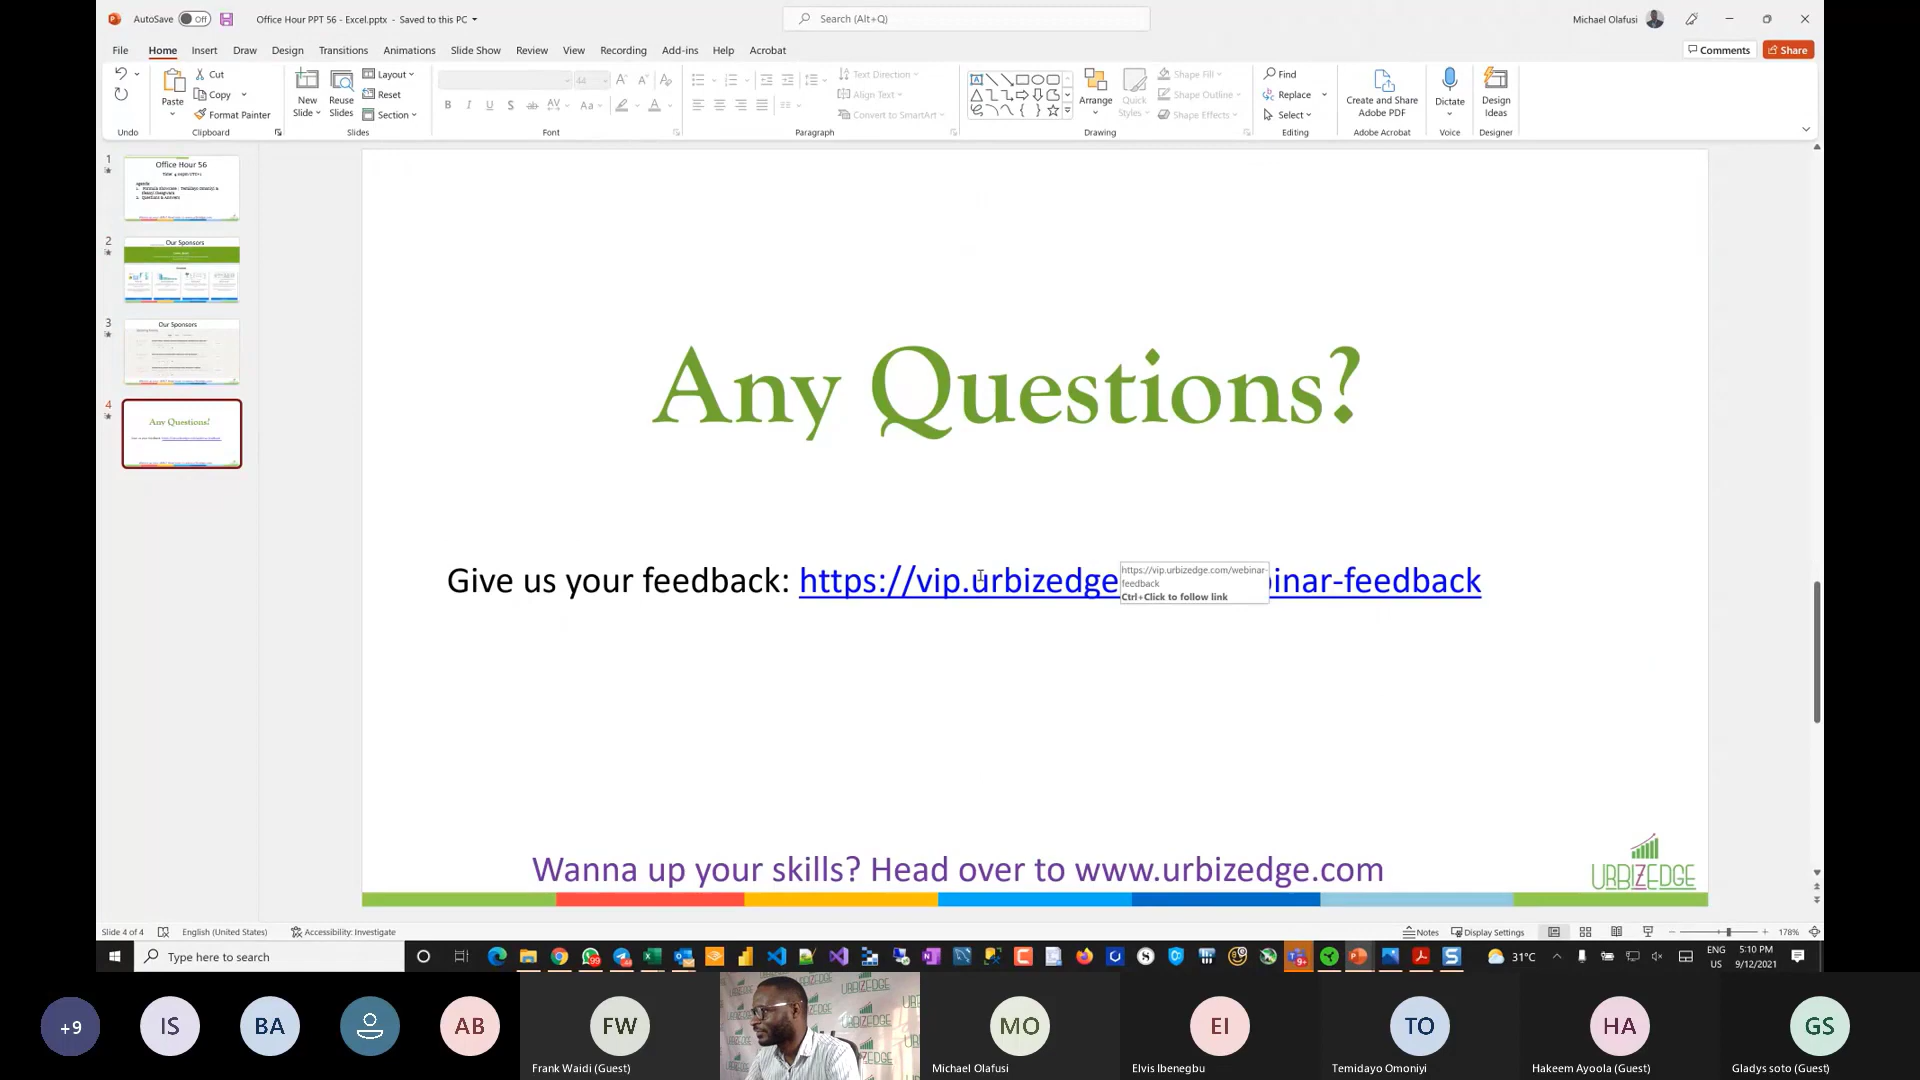 AutoSave Off Office Hour PPT 56 - Excel.pptx - Saved to this PC Search (Alt+Q) Michael Olafusi
File Home Insert Draw Design Transitions Animations Slide Show Review View Recording Add-ins Help Acrobat Comments Share
Cut Layout 44 Text Direction Shape Fill Find
Paste Copy New Slide Reuse Slides Reset Align Text Arrange Quick Styles Shape Outline Replace Create and Share Adobe PDF Dictate Design Ideas
Format Painter Section Convert to SmartArt Shape Effects Select
Undo Clipboard Slides Font Paragraph Drawing Editing Adobe Acrobat Voice Designer
1
Office Hour 56
2
Our Sponsors
3
Our Sponsors
4
Any Questions?
Any Questions?
Give us your feedback: https://vip.urbizedge binar-feedback
https://vip.urbizedge.com/webinar-
feedback
Ctrl+Click to follow link
Wanna up your skills? Head over to www.urbizedge.com
URBIZEDGE
Slide 4 of 4 English (United States) Accessibility: Investigate Notes Display Settings 178%
Type here to search 31°C ENG US 5:10 PM 9/12/2021
+9 IS BA AB FW MO EI TO HA GS
Frank Waidi (Guest) Michael Olafusi Elvis Ibenegbu Temidayo Omoniyi Hakeem Ayoola (Guest) Gladys soto (Guest)